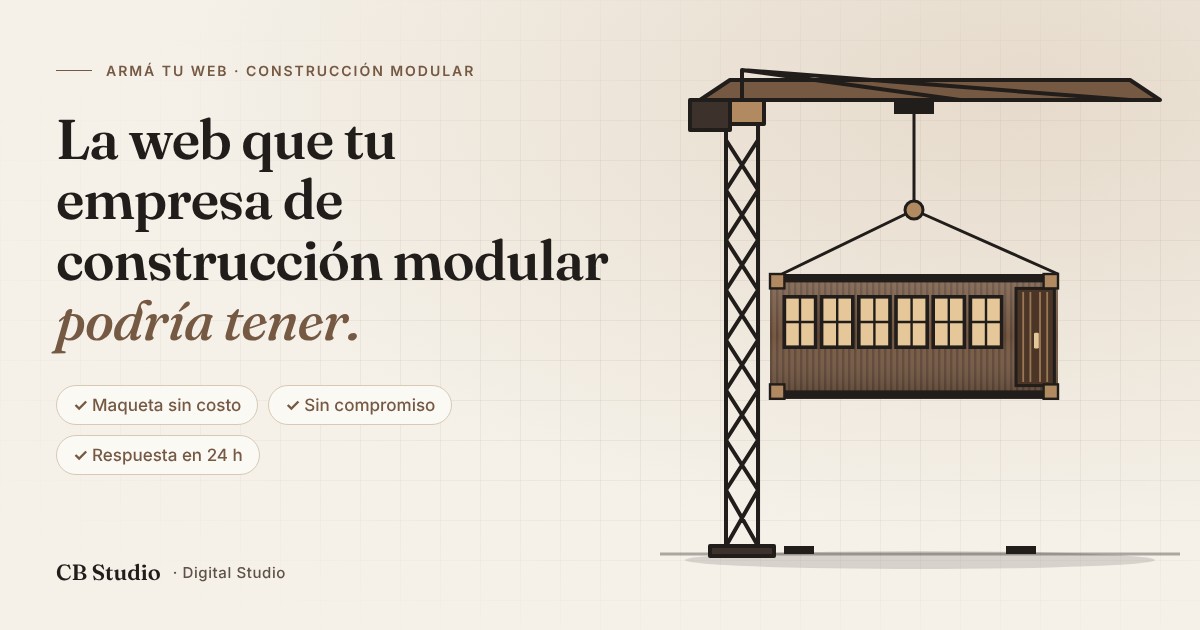 ARMÁ TU WEB · CONSTRUCCIÓN MODULAR
La web que tu
empresa de
construcción modular
podría tener.
✓ Maqueta sin costo ✓ Sin compromiso
✓ Respuesta en 24 h
CB Studio · Digital Studio